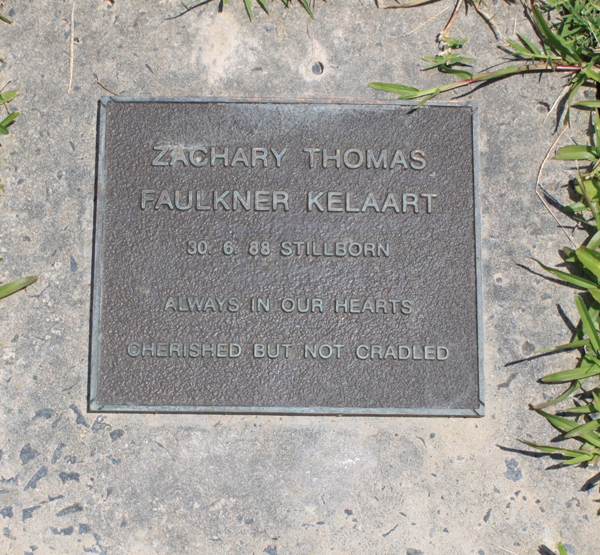 ZACHARY THOMAS
FAULKNER KELAART
30. 6. 88 STILLBORN
ALWAYS IN OUR HEARTS
CHERISHED BUT NOT CRADLED